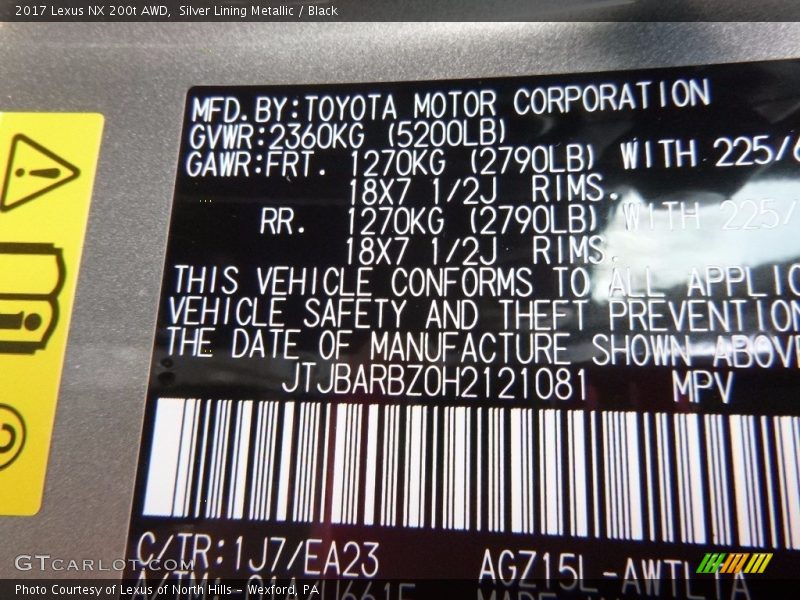 2017 Lexus NX 200t AWD, Silver Lining Metallic / Black
MFD.BY:TOYOTA MOTOR CORPORATION
GVWR:2360KG (5200LB)
GAWR:FRT. 1270KG (2790LB) WITH 225/6
18X7 1/2J RIMS.
RR. 1270KG (2790LB) WITH 225/
18X7 1/2J RIMS.
THIS VEHICLE CONFORMS TO ALL APPLIC
VEHICLE SAFETY AND THEFT PREVENTION
THE DATE OF MANUFACTURE SHOWN ABOVE
JTJBARBZ0H2121081 MPV
C/TR:1J7/EA23 AGZ15L-AWTLTA
GTCARLOT.COM
Photo Courtesy of Lexus of North Hills - Wexford, PA